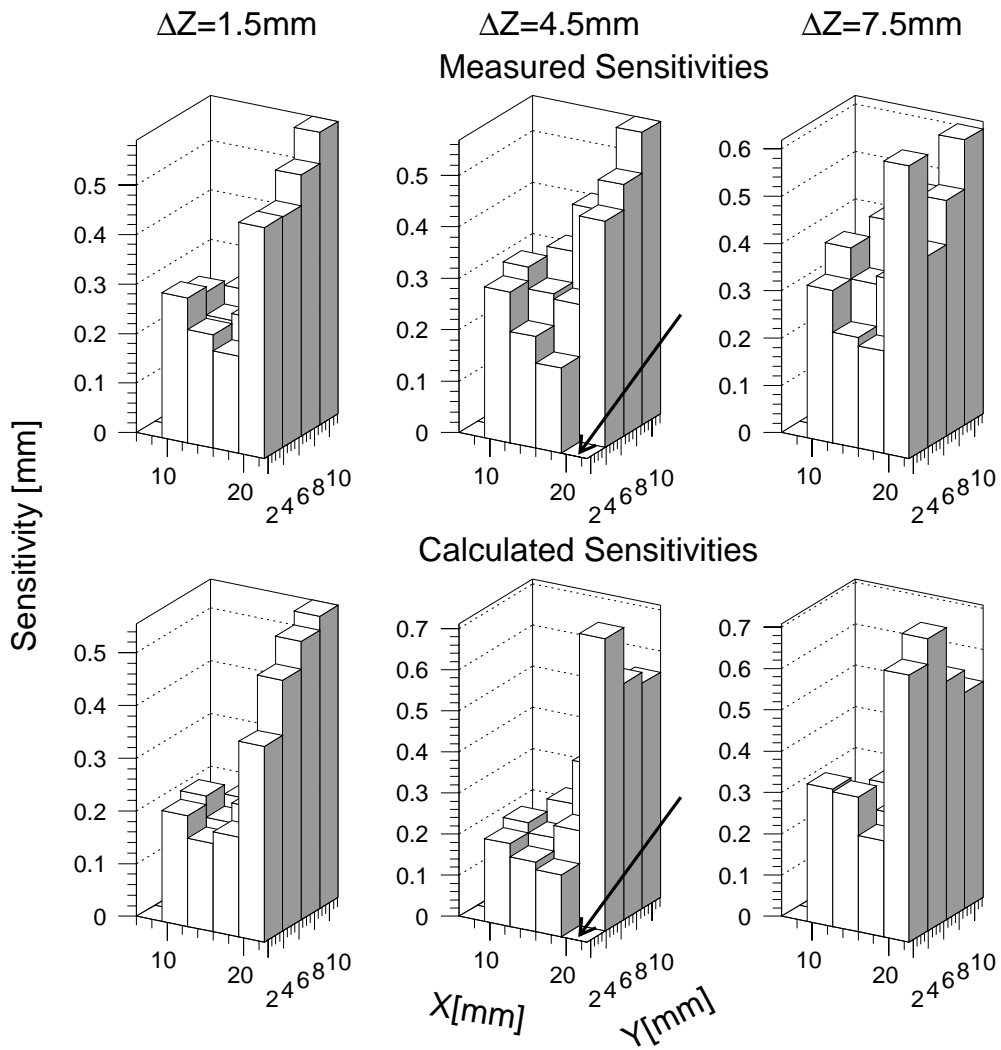 ΔZ=1.5mm ΔZ=4.5mm ΔZ=7.5mm
Measured Sensitivities
0.5 0.4 0.3 0.2 0.1 0
10 20
2 4 6 8 10
0.5 0.4 0.3 0.2 0.1 0
10 20
2 4 6 8 10
0.6 0.5 0.4 0.3 0.2 0.1 0
10 20
2 4 6 8 10
Sensitivity [mm]
Calculated Sensitivities
0.5 0.4 0.3 0.2 0.1 0
10 20
2 4 6 8 10
0.7 0.6 0.5 0.4 0.3 0.2 0.1 0
10 20
2 4 6 8 10
0.7 0.6 0.5 0.4 0.3 0.2 0.1 0
10 20
2 4 6 8 10
X[mm] Y[mm]